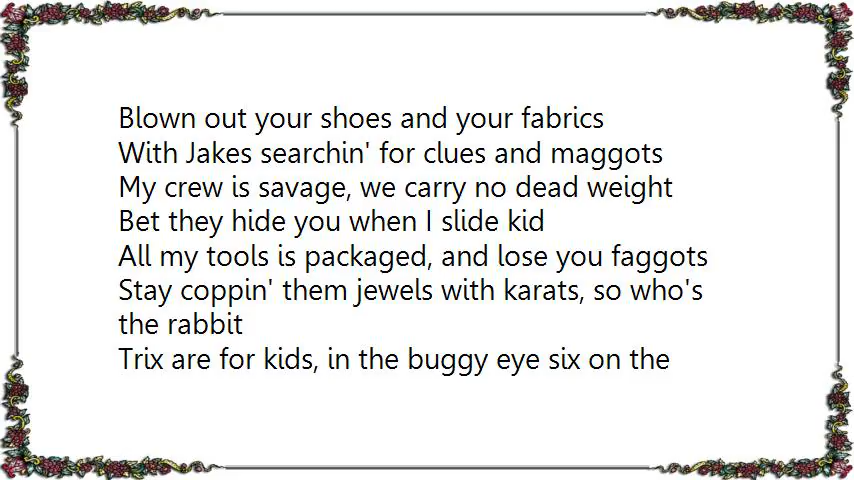 Blown out your shoes and your fabrics
With Jakes searchin' for clues and maggots
My crew is savage, we carry no dead weight
Bet they hide you when I slide kid
All my tools is packaged, and lose you faggots
Stay coppin' them jewels with karats, so who's
the rabbit
Trix are for kids, in the buggy eye six on the